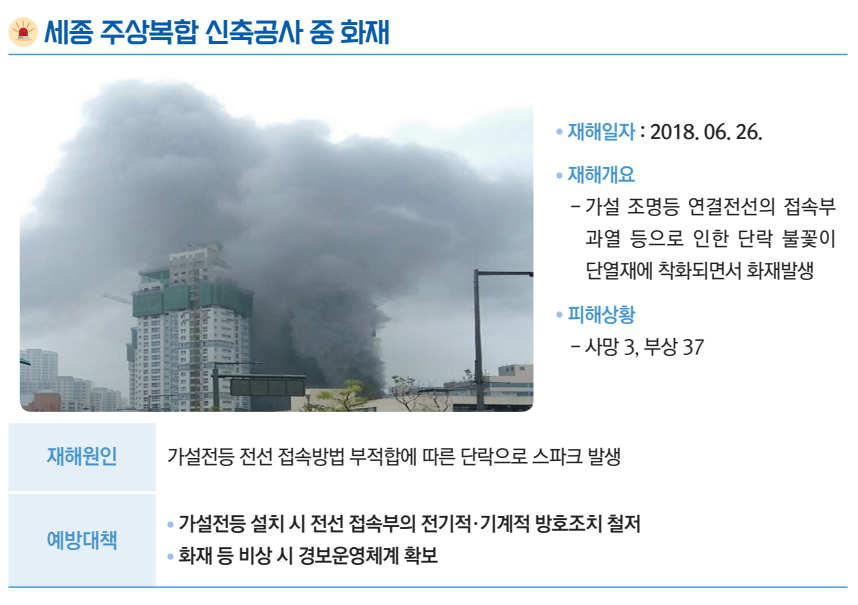 세종 주상복합 신축공사 중 화재
• 재해일자 : 2018. 06. 26.
• 재해개요
– 가설 조명등 연결전선의 접속부
과열 등으로 인한 단락 불꽃이
단열재에 착화되면서 화재발생
• 피해상황
– 사망 3, 부상 37
재해원인
가설전등 전선 접속방법 부적합에 따른 단락으로 스파크 발생
예방대책
• 가설전등 설치 시 전선 접속부의 전기적·기계적 방호조치 철저
• 화재 등 비상 시 경보운영체계 확보